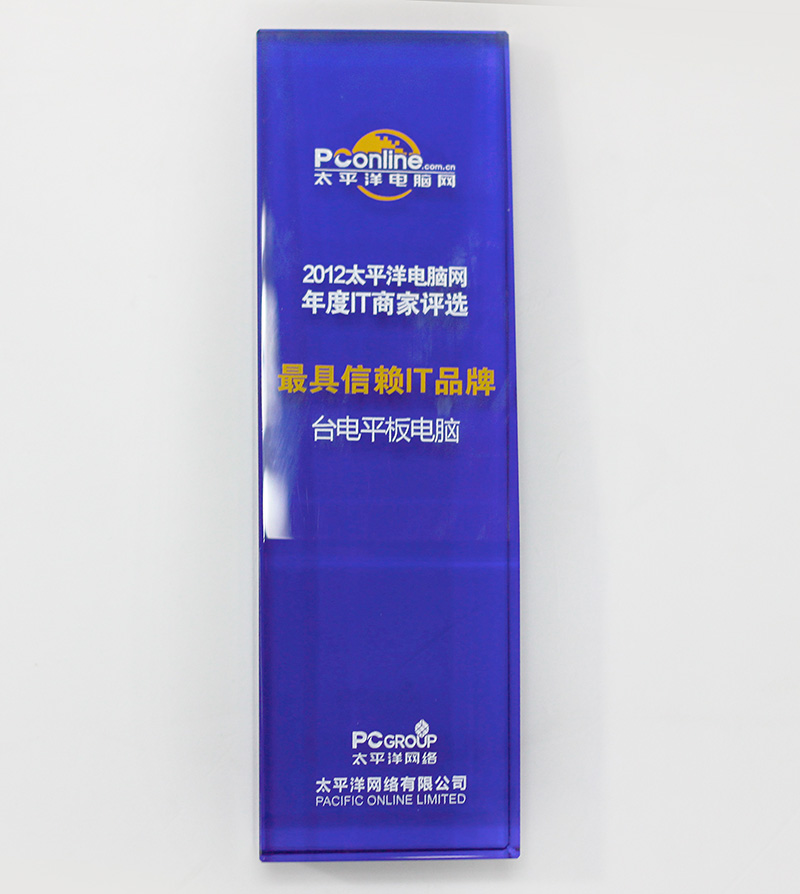 PConline.com.cn
太平洋电脑网
2012太平洋电脑网
年度IT商家评选
最具信赖IT品牌
台电平板电脑
PCGROUP
太平洋网络
太平洋网络有限公司
PACIFIC ONLINE LIMITED